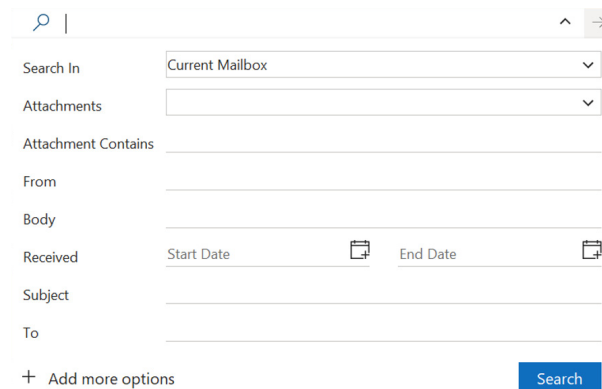 Search In Current Mailbox
Attachments
Attachment Contains
From
Body
Received Start Date End Date
Subject
To
+ Add more options Search